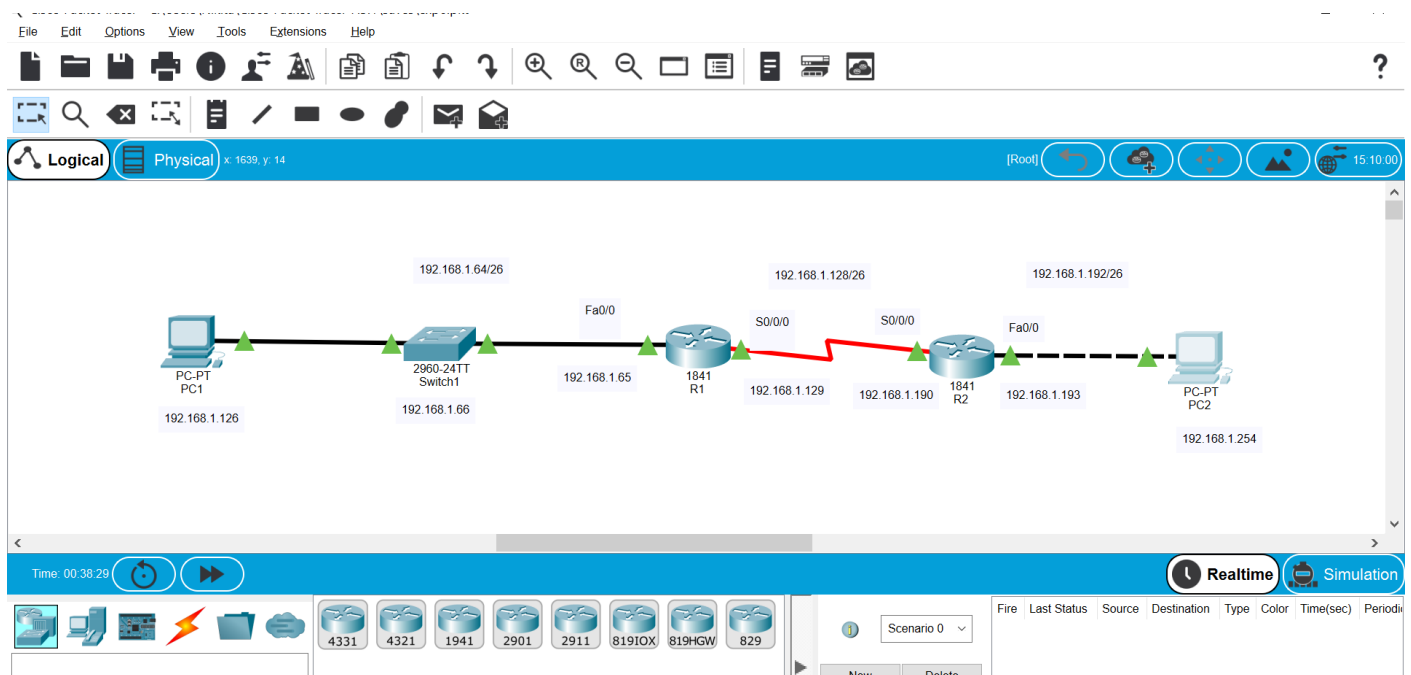 File Edit Options View Tools Extensions Help
?
Logical Physical x: 1639, y: 14 [Root] 15:10:00
192.168.1.64/26
192.168.1.128/26
192.168.1.192/26
Fa0/0
S0/0/0
S0/0/0
Fa0/0
PC-PT
PC1
192.168.1.126
2960-24TT
Switch1
192.168.1.66
192.168.1.65
1841
R1
192.168.1.129
192.168.1.190
1841
R2
192.168.1.193
PC-PT
PC2
192.168.1.254
Time: 00:38:29 Realtime Simulation
4331 4321 1941 2901 2911 819IOX 819HGW 829
Scenario 0
Fire Last Status Source Destination Type Color Time(sec) Periodic
New Delete